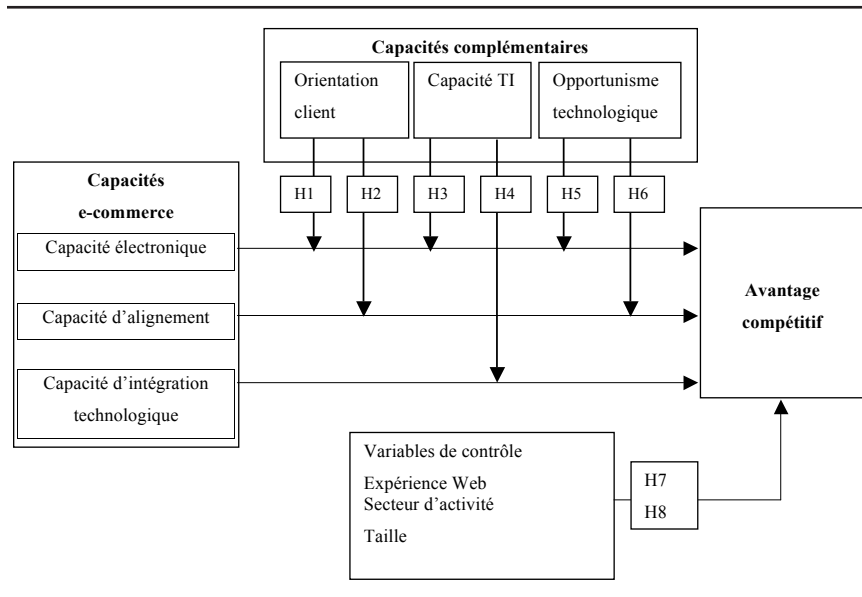 Capacités complémentaires
Orientation
client
Capacité TI
Opportunisme
technologique
Capacités
e-commerce
H1
H2
H3
H4
H5
H6
Capacité électronique
Capacité d'alignement
Capacité d'intégration
technologique
Avantage
compétitif
Variables de contrôle
Expérience Web
Secteur d'activité
Taille
H7
H8